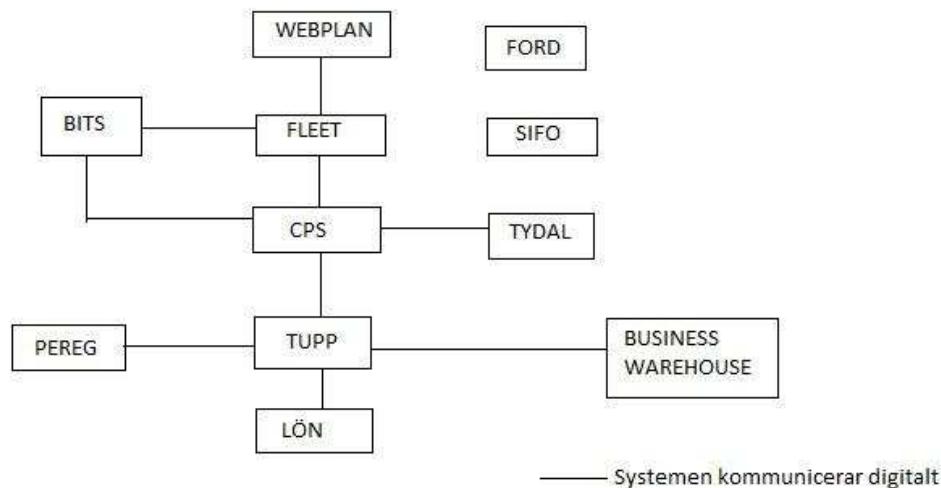 WEBPLAN
FORD
BITS
FLEET
SIFO
CPS
TYDAL
PEREG
TUPP
BUSINESS
WAREHOUSE
LÖN
Systemen kommunicerar digitalt